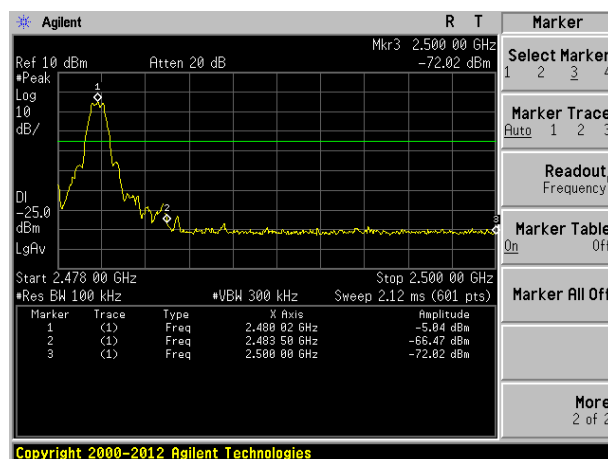 Agilent R T Marker
Mkr3 2.500 00 GHz
Ref 10 dBm Atten 20 dB -72.02 dBm
#Peak
Log
10
dB/
1
2
3
DI
-25.0
dBm
LgAv
Start 2.478 00 GHz Stop 2.500 00 GHz
#Res BW 100 kHz #VBW 300 kHz Sweep 2.12 ms (601 pts)
Marker Trace Type X Axis Amplitude
1 (1) Freq 2.480 02 GHz -5.04 dBm
2 (1) Freq 2.483 50 GHz -66.47 dBm
3 (1) Freq 2.500 00 GHz -72.02 dBm
Select Marker
1 2 3 4
Marker Trace
Auto 1 2 3
Readout
Frequency
Marker Table
On Off
Marker All Off
More
2 of 2
Copyright 2000-2012 Agilent Technologies